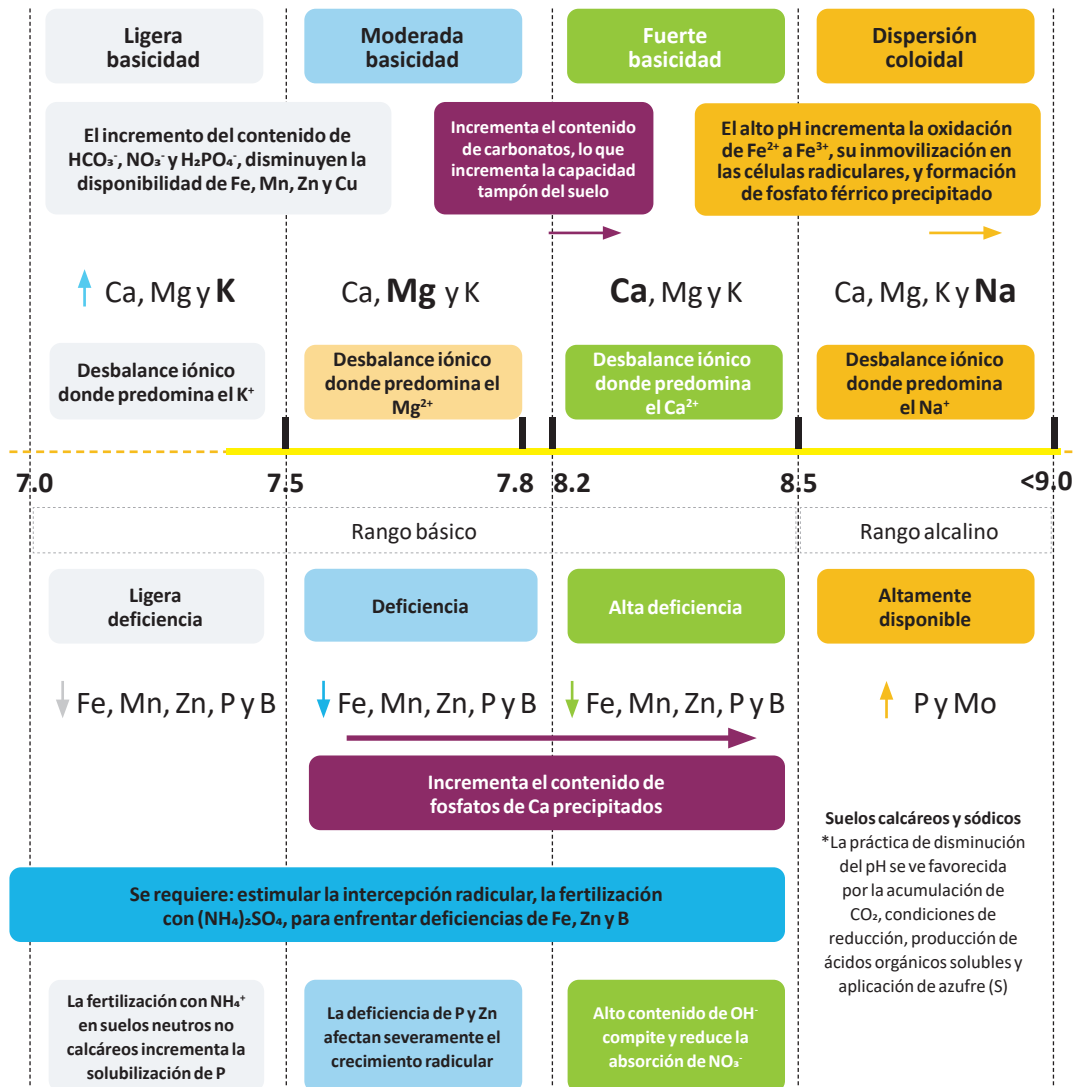 Ligera
basicidad
Moderada
basicidad
Fuerte
basicidad
Dispersión
coloidal
El incremento del contenido de
HCO₃⁻, NO₃⁻ y H₂PO₄⁻, disminuyen la
disponibilidad de Fe, Mn, Zn y Cu
Incrementa el contenido
de carbonatos, lo que
incrementa la capacidad
tampón del suelo
El alto pH incrementa la oxidación
de Fe²⁺ a Fe³⁺, su inmovilización en
las células radiculares, y formación
de fosfato férrico precipitado
Ca, Mg y K
Ca, Mg y K
Ca, Mg y K
Ca, Mg, K y Na
Desbalance iónico
donde predomina el K⁺
Desbalance iónico
donde predomina el
Mg²⁺
Desbalance iónico
donde predomina
el Ca²⁺
Desbalance iónico
donde predomina
el Na⁺
7.0
7.5
7.8
8.2
8.5
<9.0
Rango básico
Rango alcalino
Ligera
deficiencia
Deficiencia
Alta deficiencia
Altamente
disponible
Fe, Mn, Zn, P y B
Fe, Mn, Zn, P y B
Fe, Mn, Zn, P y B
P y Mo
Incrementa el contenido de
fosfatos de Ca precipitados
Suelos calcáreos y sódicos
*La práctica de disminución
del pH se ve favorecida
por la acumulación de
CO₂, condiciones de
reducción, producción de
ácidos orgánicos solubles y
aplicación de azufre (S)
Se requiere: estimular la intercepción radicular, la fertilización
con (NH₄)₂SO₄, para enfrentar deficiencias de Fe, Zn y B
La fertilización con NH₄⁺
en suelos neutros no
calcáreos incrementa la
solubilización de P
La deficiencia de P y Zn
afectan severamente el
crecimiento radicular
Alto contenido de OH⁻
compite y reduce la
absorción de NO₃⁻